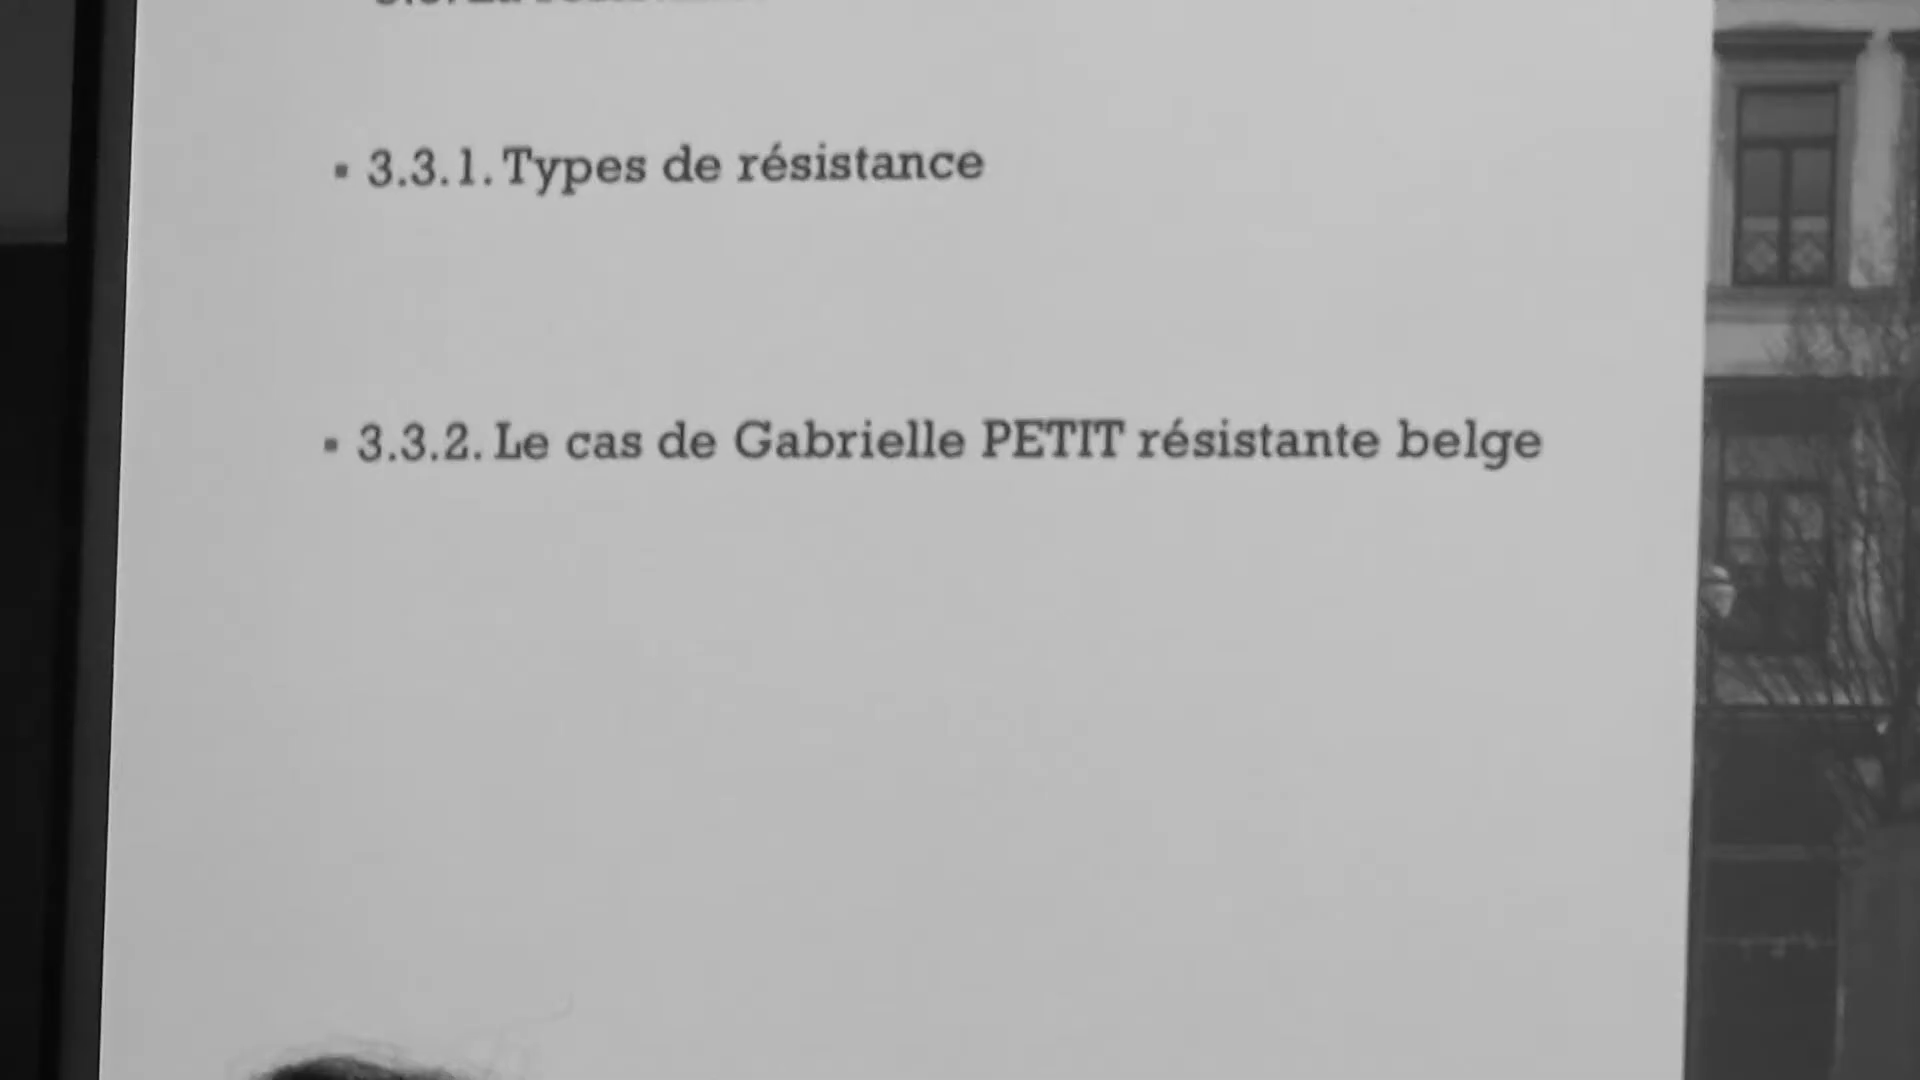 ▪ 3.3.1. Types de résistance
▪ 3.3.2. Le cas de Gabrielle PETIT résistante belge